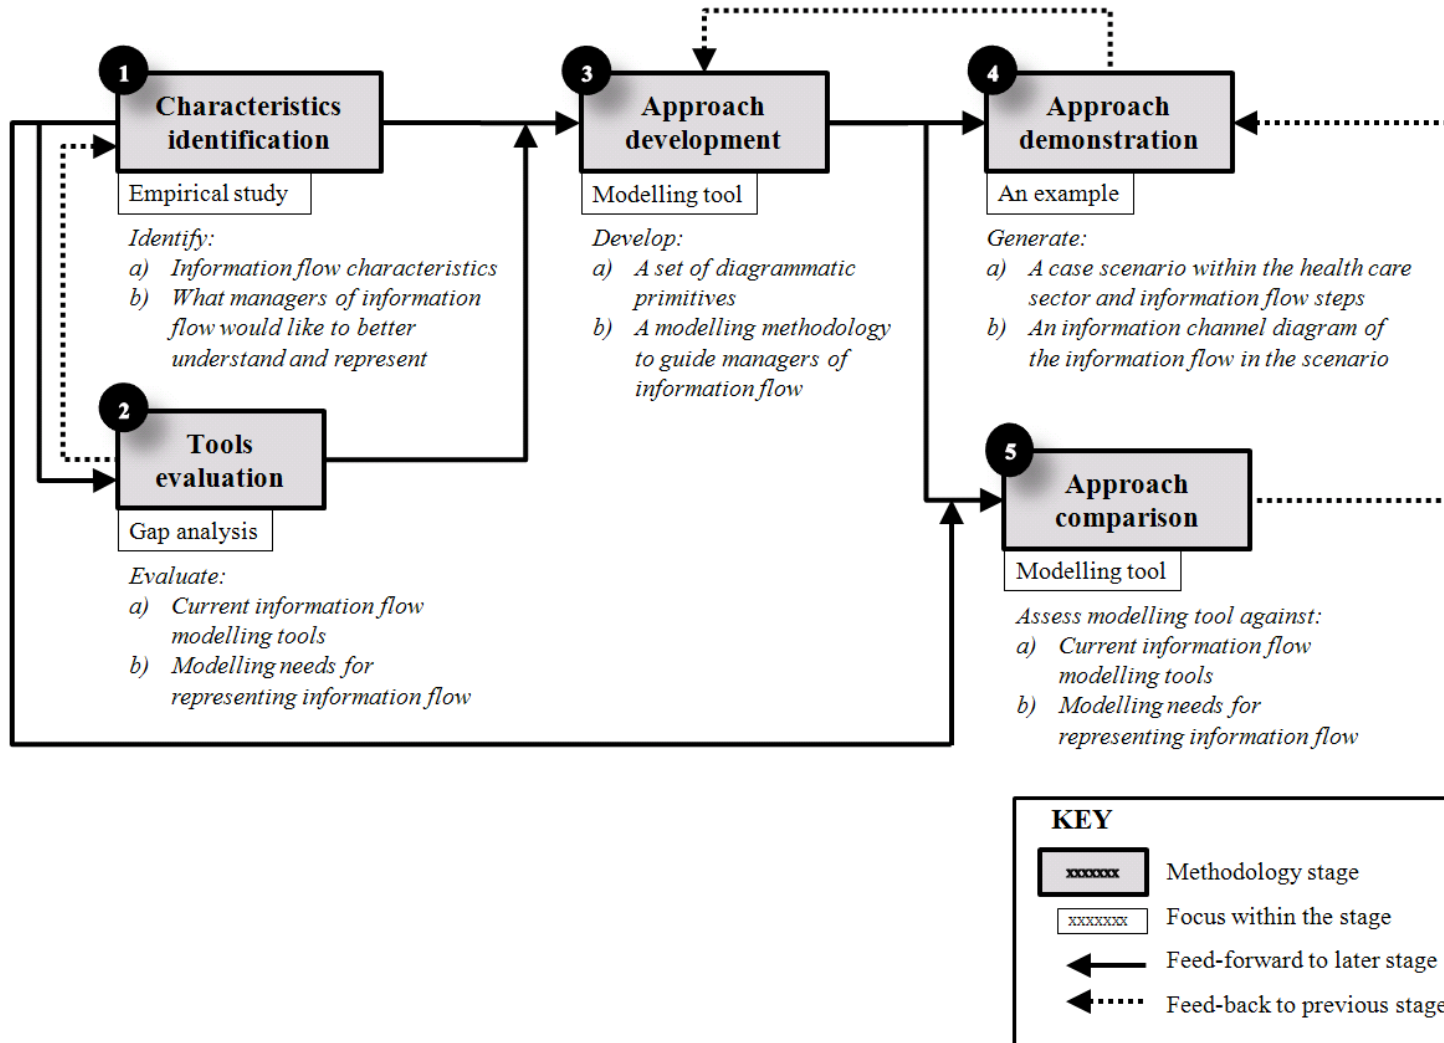 1
Characteristics
identification
Empirical study
Identify:
a) Information flow characteristics
b) What managers of information
flow would like to better
understand and represent
2
Tools
evaluation
Gap analysis
Evaluate:
a) Current information flow
modelling tools
b) Modelling needs for
representing information flow
3
Approach
development
Modelling tool
Develop:
a) A set of diagrammatic
primitives
b) A modelling methodology
to guide managers of
information flow
4
Approach
demonstration
An example
Generate:
a) A case scenario within the health care
sector and information flow steps
b) An information channel diagram of
the information flow in the scenario
5
Approach
comparison
Modelling tool
Assess modelling tool against:
a) Current information flow
modelling tools
b) Modelling needs for
representing information flow
KEY
xxxxxxx
Methodology stage
xxxxxxx
Focus within the stage
Feed-forward to later stage
Feed-back to previous stage